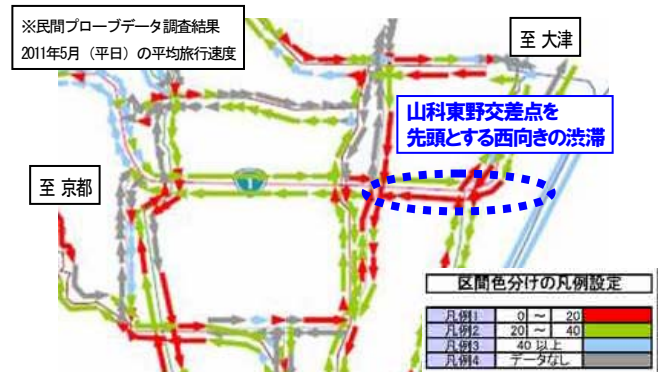 ※民間プローブデータ調査結果
2011年5月（平日）の平均旅行速度
至 大津
山科東野交差点を
先頭とする西向きの渋滞
至 京都
1
区間色分けの凡例設定
凡例1 0 ～ 20
凡例2 20 ～ 40
凡例3 40 以上
凡例4 データなし